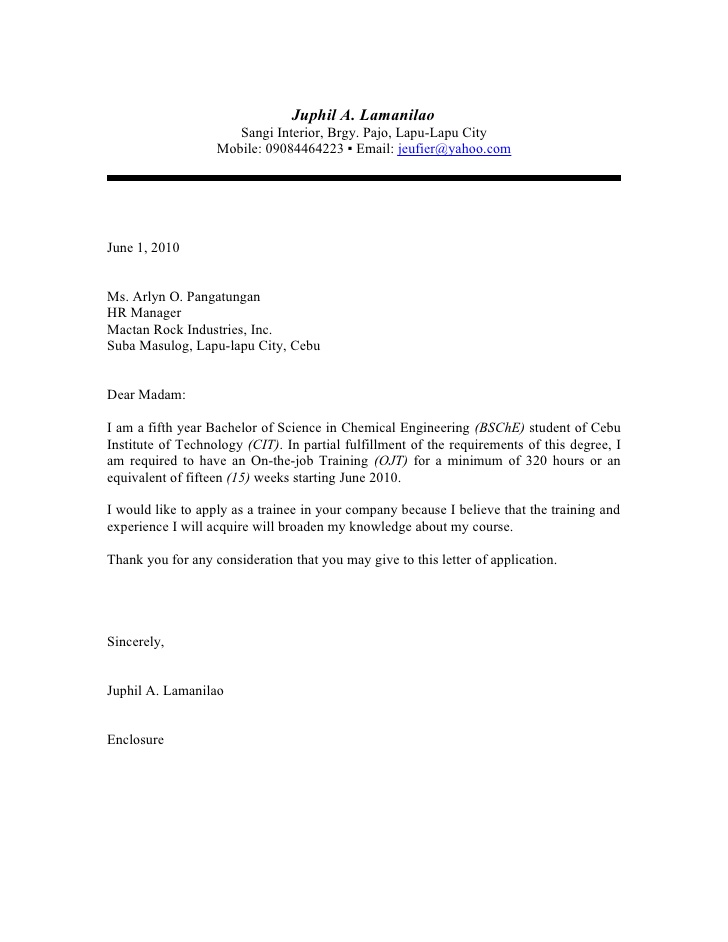 Juphil A. Lamanilao
Sangi Interior, Brgy. Pajo, Lapu-Lapu City
Mobile: 09084464223 ▪ Email: jeufier@yahoo.com
June 1, 2010
Ms. Arlyn O. Pangatungan
HR Manager
Mactan Rock Industries, Inc.
Suba Masulog, Lapu-lapu City, Cebu
Dear Madam:
I am a fifth year Bachelor of Science in Chemical Engineering (BSChE) student of Cebu
Institute of Technology (CIT). In partial fulfillment of the requirements of this degree, I
am required to have an On-the-job Training (OJT) for a minimum of 320 hours or an
equivalent of fifteen (15) weeks starting June 2010.
I would like to apply as a trainee in your company because I believe that the training and
experience I will acquire will broaden my knowledge about my course.
Thank you for any consideration that you may give to this letter of application.
Sincerely,
Juphil A. Lamanilao
Enclosure